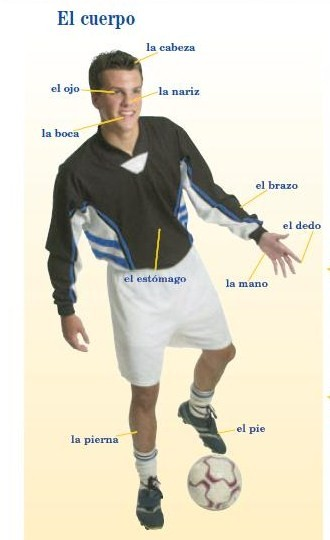 El cuerpo
la cabeza
el ojo
la nariz
la boca
el brazo
el dedo
el estómago
la mano
el pie
la pierna